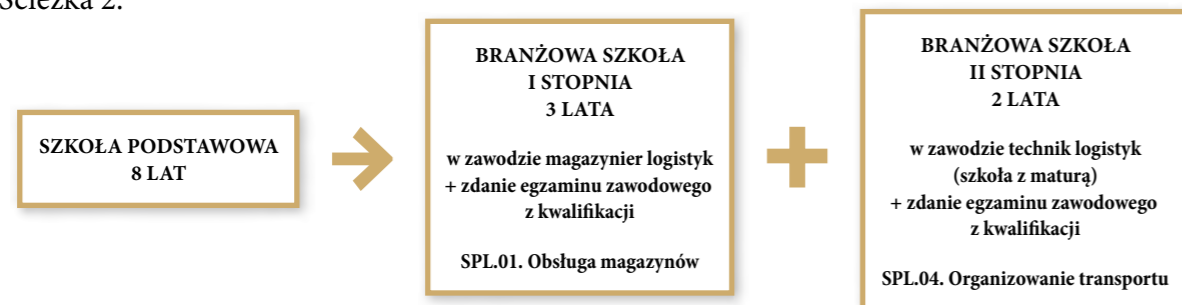 Ścieżka 2.
SZKOŁA PODSTAWOWA
8 LAT
BRANŻOWA SZKOŁA
I STOPNIA
3 LATA
w zawodzie magazynier logistyk
+ zdanie egzaminu zawodowego
z kwalifikacji
SPL.01. Obsługa magazynów
BRANŻOWA SZKOŁA
II STOPNIA
2 LATA
w zawodzie technik logistyk
(szkoła z maturą)
+ zdanie egzaminu zawodowego
z kwalifikacji
SPL.04. Organizowanie transportu